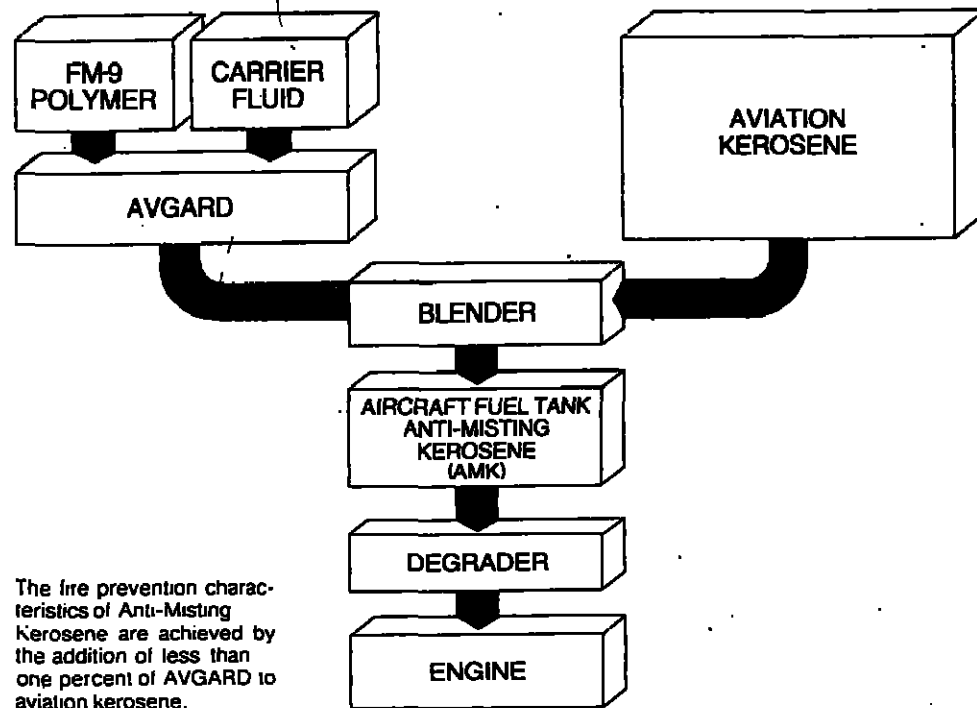 FM-9
POLYMER
CARRIER
FLUID
AVIATION
KEROSENE
AVGARD
BLENDER
AIRCRAFT FUEL TANK
ANTI-MISTING
KEROSENE
(AMK)
DEGRADER
ENGINE
The fire prevention charac-
teristics of Anti-Misting
Kerosene are achieved by
the addition of less than
one percent of AVGARD to
aviation kerosene.